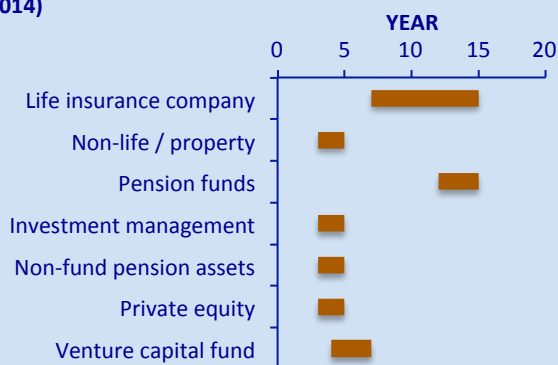 YEAR
0 5 10 15 20
Life insurance company
Non-life / property
Pension funds
Investment management
Non-fund pension assets
Private equity
Venture capital fund